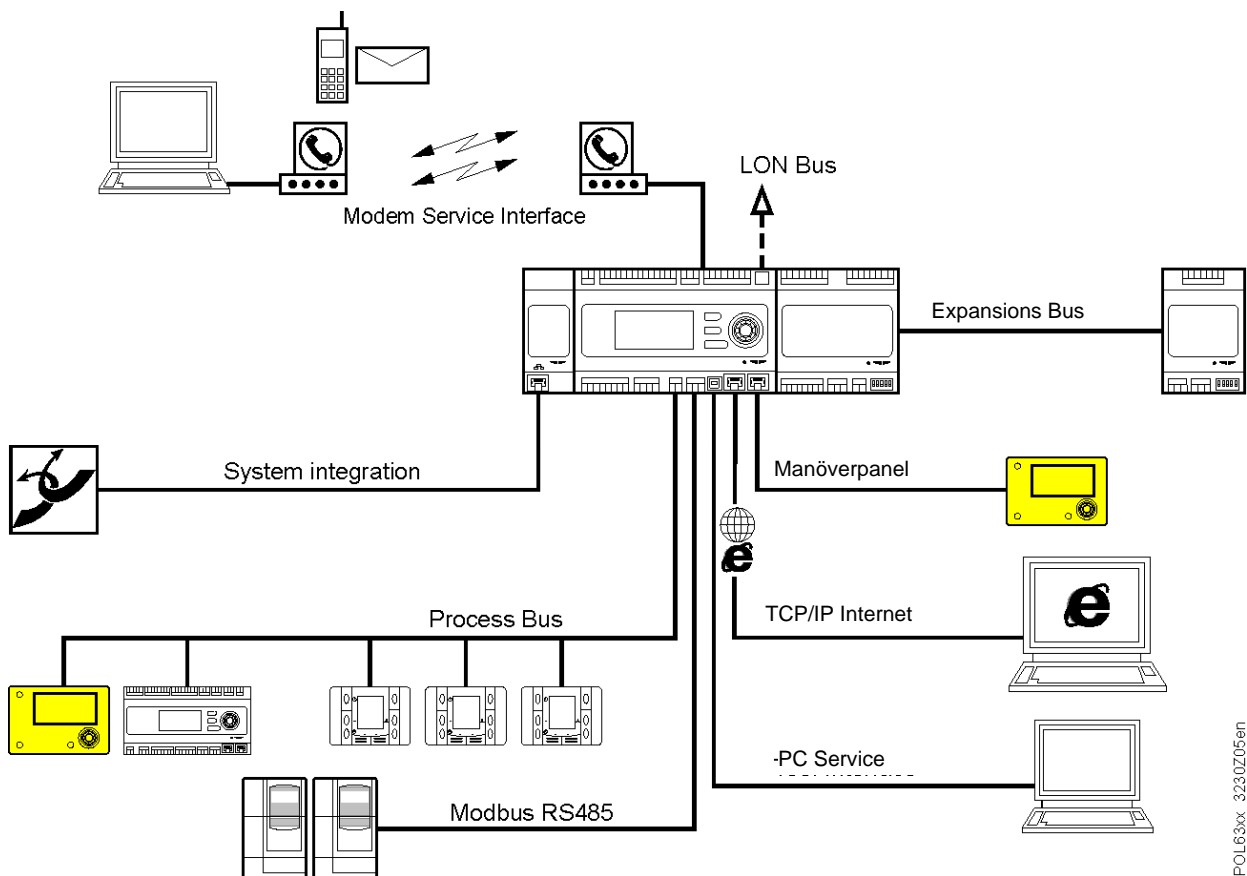 LON Bus
Modem Service Interface
Expansions Bus
System integration
Manöverpanel
Process Bus
TCP/IP Internet
-PC Service
Modbus RS485
POL63xx 3230Z05en